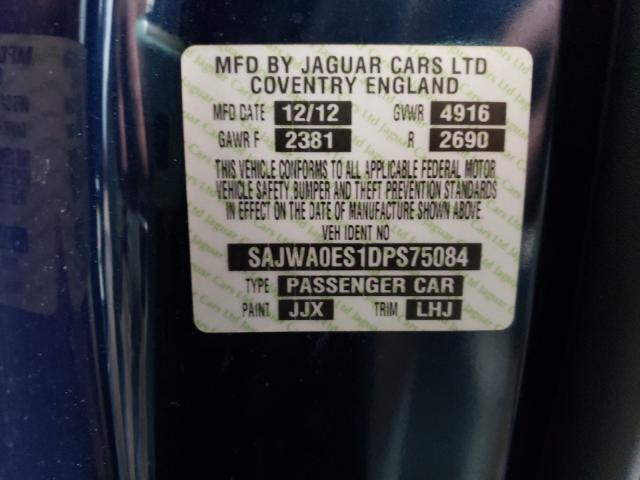 MFD BY JAGUAR CARS LTD
COVENTRY ENGLAND
MFD DATE 12/12 GVWR 4916
GAWR F 2381 R 2690
THIS VEHICLE CONFORMS TO ALL APPLICABLE FEDERAL MOTOR
VEHICLE SAFETY, BUMPER AND THEFT PREVENTION STANDARDS
IN EFFECT ON THE DATE OF MANUFACTURE SHOWN ABOVE.
VEH IDENT NO
SAJWA0ES1DPS75084
TYPE PASSENGER CAR
PAINT JJX TRIM LHJ